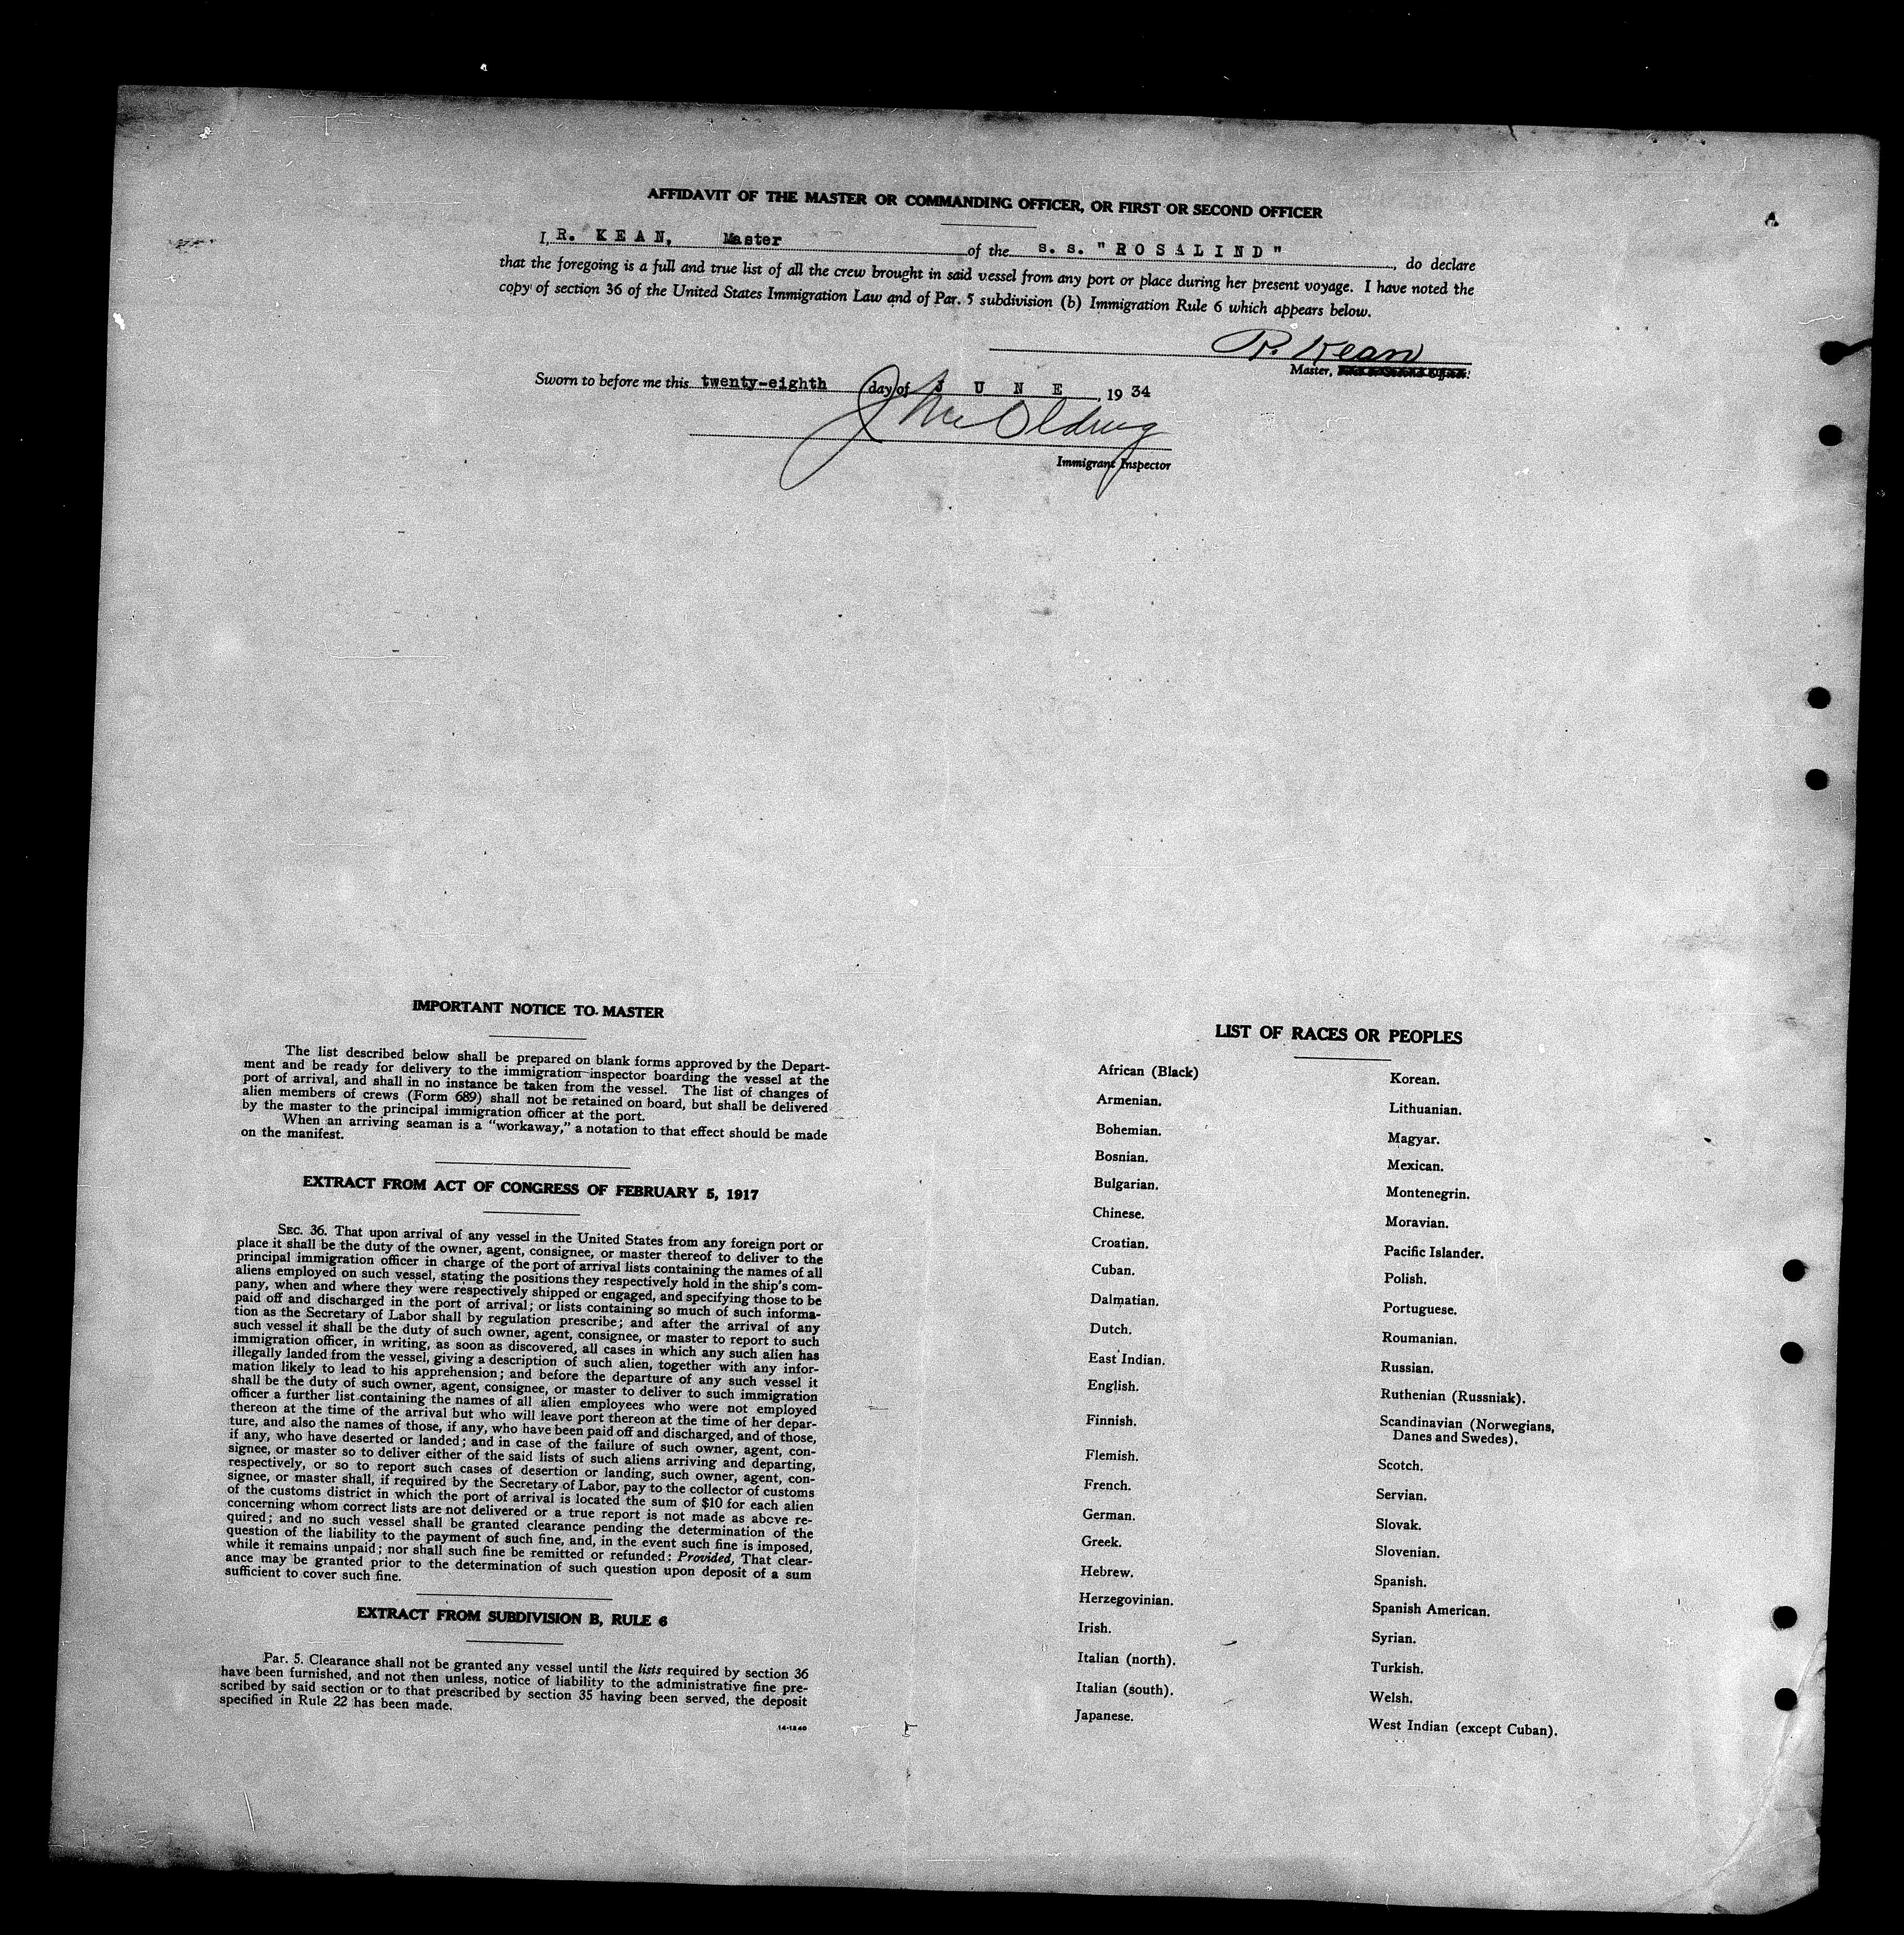 AFFIDAVIT OF THE MASTER OR COMMANDING OFFICER, OR FIRST OR SECOND OFFICER
I, R. KEAN, Master of the s. s. "ROSALIND", do declare
that the foregoing is a full and true list of all the crew brought in said vessel from any port or place during her present voyage. I have noted the
copy of section 36 of the United States Immigration Law and of Par. 5 subdivision (b) Immigration Rule 6 which appears below.
R. Kean
Master,
Sworn to before me this twenty-eighth day of JUNE, 1934
Immigrant Inspector
IMPORTANT NOTICE TO MASTER
The list described below shall be prepared on blank forms approved by the Depart-
ment and be ready for delivery to the immigration inspector boarding the vessel at the
port of arrival, and shall in no instance be taken from the vessel. The list of changes of
alien members of crews (Form 689) shall not be retained on board, but shall be delivered
by the master to the principal immigration officer at the port.
When an arriving seaman is a "workaway," a notation to that effect should be made
on the manifest.
EXTRACT FROM ACT OF CONGRESS OF FEBRUARY 5, 1917
SEC. 36. That upon arrival of any vessel in the United States from any foreign port or
place it shall be the duty of the owner, agent, consignee, or master thereof to deliver to the
principal immigration officer in charge of the port of arrival lists containing the names of all
aliens employed on such vessel, stating the positions they respectively hold in the ship's com-
pany, when and where they were respectively shipped or engaged, and specifying those to be
paid off and discharged in the port of arrival; or lists containing so much of such informa-
tion as the Secretary of Labor shall by regulation prescribe; and after the arrival of any
such vessel it shall be the duty of such owner, agent, consignee, or master to report to such
immigration officer, in writing, as soon as discovered, all cases in which any such alien has
illegally landed from the vessel, giving a description of such alien, together with any infor-
mation likely to lead to his apprehension; and before the departure of any such vessel it
shall be the duty of such owner, agent, consignee, or master to deliver to such immigration
officer a further list containing the names of all alien employees who were not employed
thereon at the time of the arrival but who will leave port thereon at the time of her depar-
ture, and also the names of those, if any, who have been paid off and discharged, and of those,
if any, who have deserted or landed; and in case of the failure of such owner, agent, con-
signee, or master so to deliver either of the said lists of such aliens arriving and departing,
respectively, or so to report such cases of desertion or landing, such owner, agent, con-
signee, or master shall, if required by the Secretary of Labor, pay to the collector of customs
of the customs district in which the port of arrival is located the sum of $10 for each alien
concerning whom correct lists are not delivered or a true report is not made as above re-
quired; and no such vessel shall be granted clearance pending the determination of the
question of the liability to the payment of such fine, and, in the event such fine is imposed,
while it remains unpaid; nor shall such fine be remitted or refunded: Provided, That clear-
ance may be granted prior to the determination of such question upon deposit of a sum
sufficient to cover such fine.
EXTRACT FROM SUBDIVISION B, RULE 6
Par. 5. Clearance shall not be granted any vessel until the lists required by section 36
have been furnished, and not then unless, notice of liability to the administrative fine pre-
scribed by said section or to that prescribed by section 35 having been served, the deposit
specified in Rule 22 has been made.
14-1240
LIST OF RACES OR PEOPLES
African (Black)
Armenian.
Bohemian.
Bosnian.
Bulgarian.
Chinese.
Croatian.
Cuban.
Dalmatian.
Dutch.
East Indian.
English.
Finnish.
Flemish.
French.
German.
Greek.
Hebrew.
Herzegovinian.
Irish.
Italian (north).
Italian (south).
Japanese.
Korean.
Lithuanian.
Magyar.
Mexican.
Montenegrin.
Moravian.
Pacific Islander.
Polish.
Portuguese.
Roumanian.
Russian.
Ruthenian (Russniak).
Scandinavian (Norwegians,
Danes and Swedes).
Scotch.
Servian.
Slovak.
Slovenian.
Spanish.
Spanish American.
Syrian.
Turkish.
Welsh.
West Indian (except Cuban).